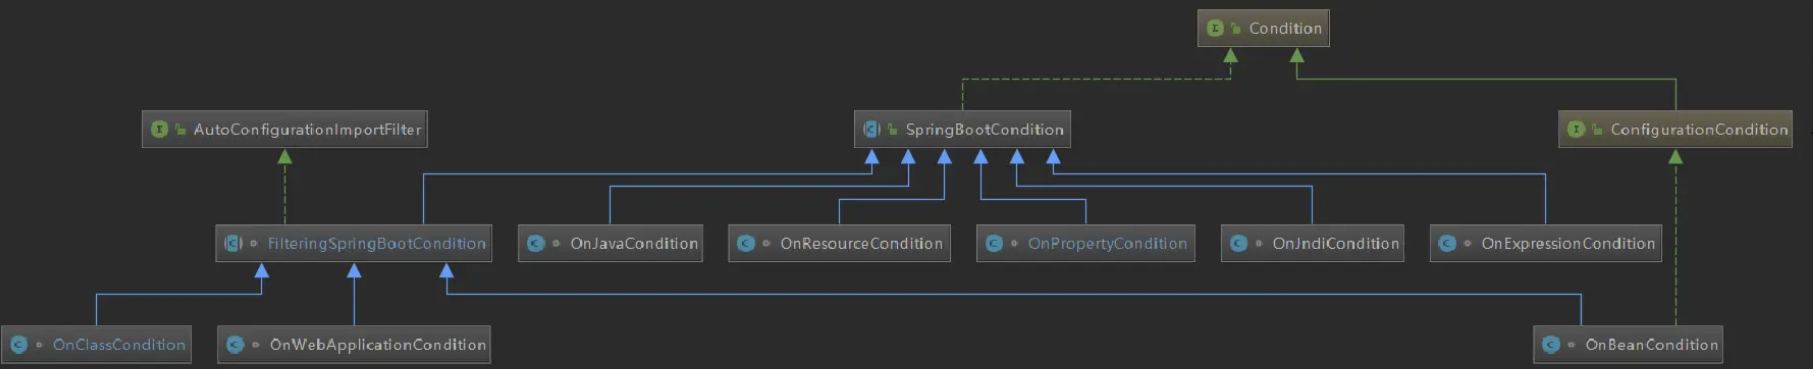 Condition
AutoConfigurationImportFilter
SpringBootCondition
ConfigurationCondition
FilteringSpringBootCondition
OnJavaCondition
OnResourceCondition
OnPropertyCondition
OnJndiCondition
OnExpressionCondition
OnClassCondition
OnWebApplicationCondition
OnBeanCondition